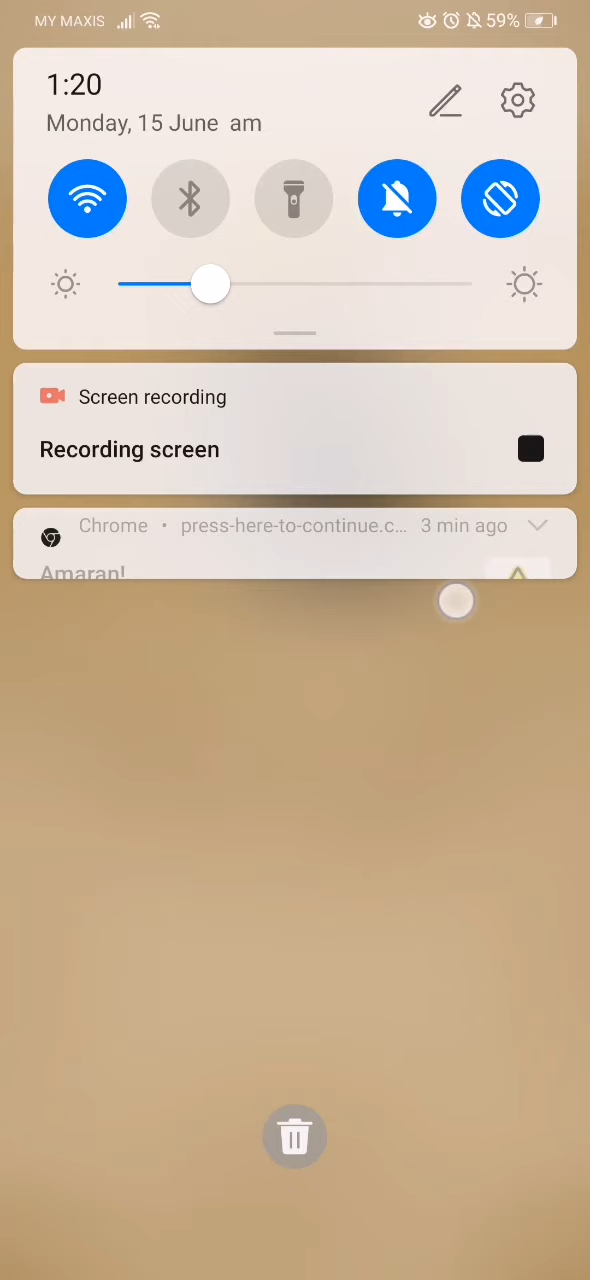 MY MAXIS
59%
1:20
Monday, 15 June am
Screen recording
Recording screen
Chrome • press-here-to-continue.c... 3 min ago
Amaran!